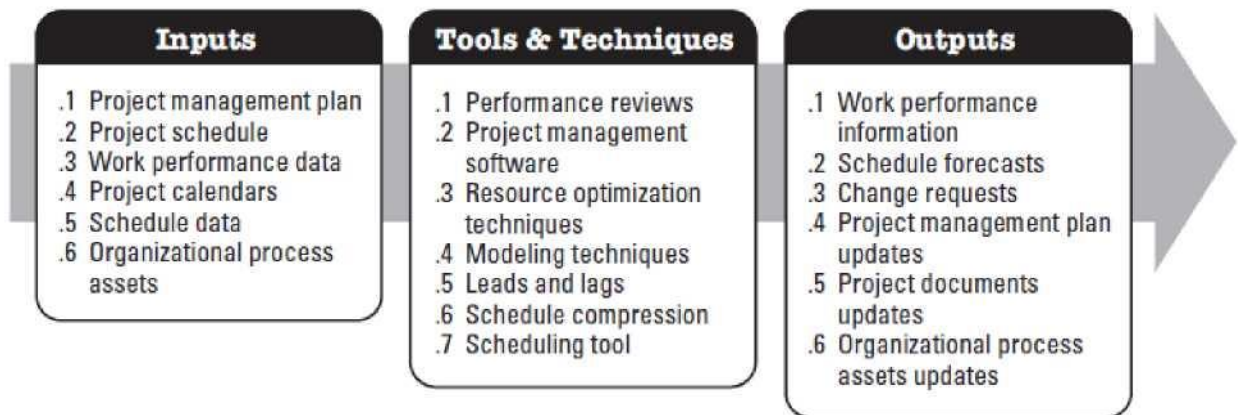 Inputs
.1 Project management plan
.2 Project schedule
.3 Work performance data
.4 Project calendars
.5 Schedule data
.6 Organizational process
assets
Tools & Techniques
.1 Performance reviews
.2 Project management
software
.3 Resource optimization
techniques
.4 Modeling techniques
.5 Leads and lags
.6 Schedule compression
.7 Scheduling tool
Outputs
.1 Work performance
information
.2 Schedule forecasts
.3 Change requests
.4 Project management plan
updates
.5 Project documents
updates
.6 Organizational process
assets updates